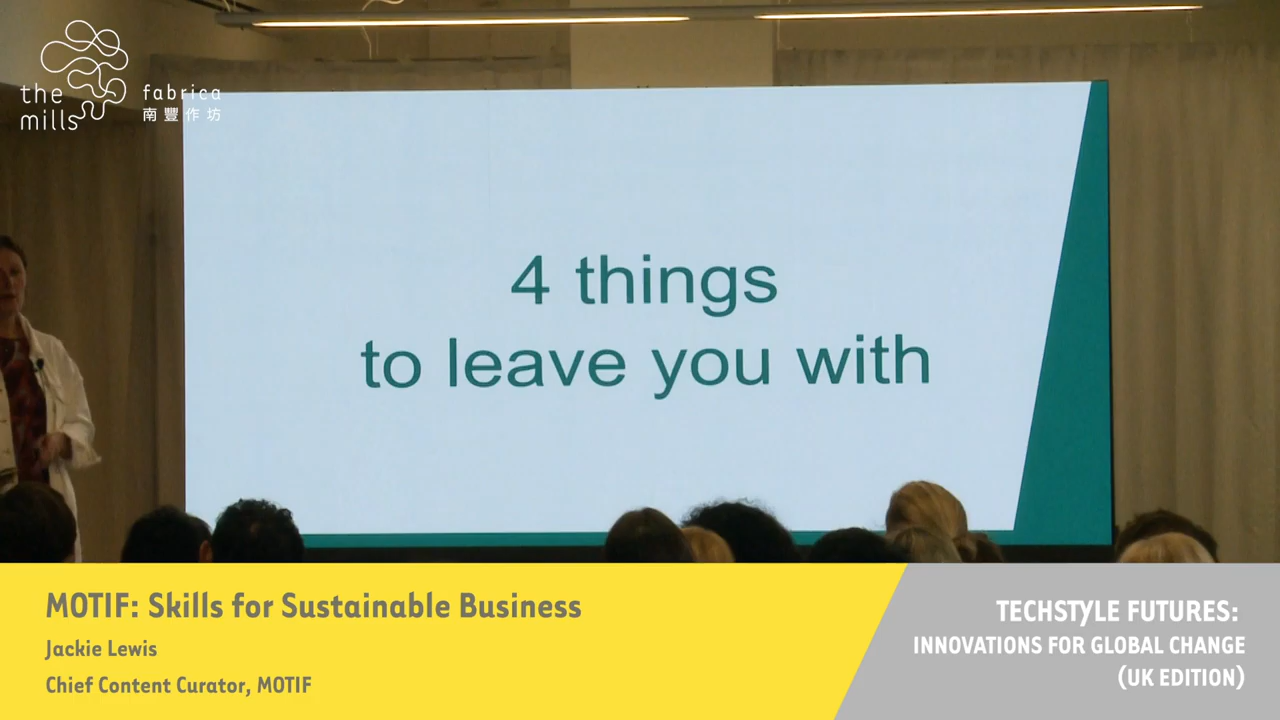 the
mills
fabrica
南豐作坊
4 things
to leave you with
MOTIF: Skills for Sustainable Business
Jackie Lewis
Chief Content Curator, MOTIF
TECHSTYLE FUTURES:
INNOVATIONS FOR GLOBAL CHANGE
(UK EDITION)